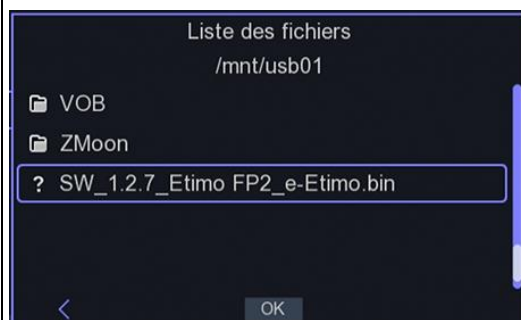 Liste des fichiers
/mnt/usb01
VOB
ZMoon
? SW_1.2.7_Etimo FP2_e-Etimo.bin
< OK